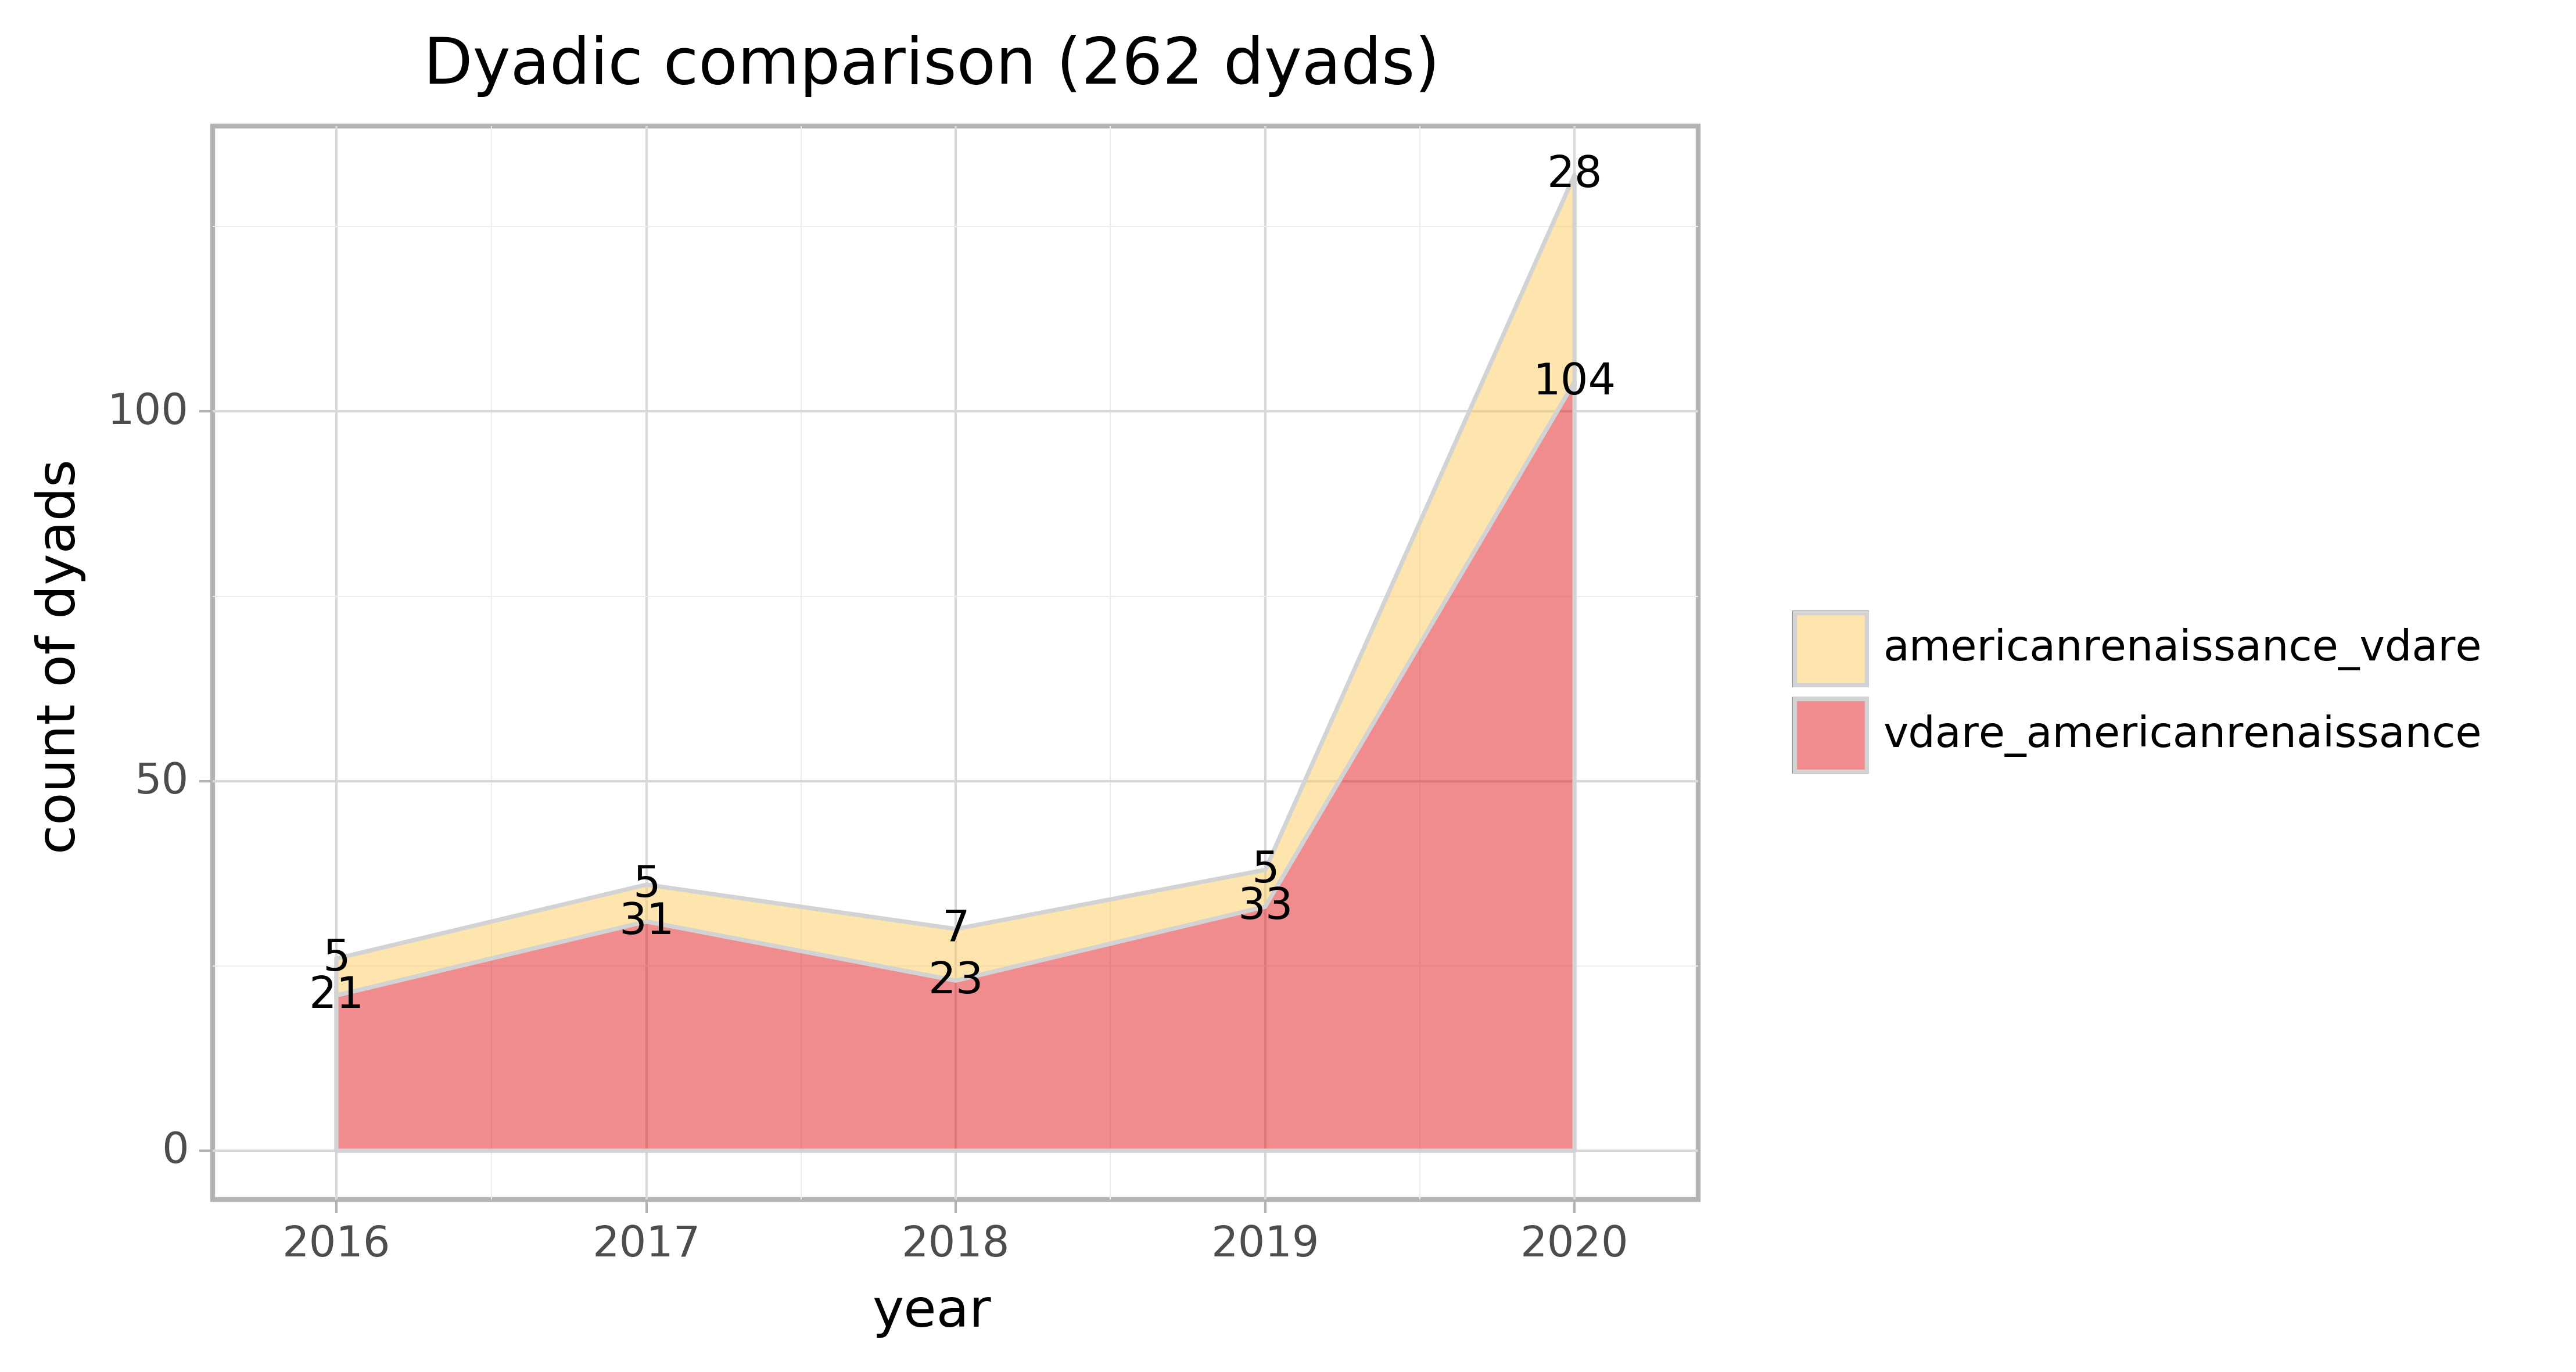 Dyadic comparison (262 dyads)
count of dyads
100
50
0
28
104
5
31
5
33
7
23
5
21
2016 2017 2018 2019 2020
year
americanrenaissance_vdare
vdare_americanrenaissance